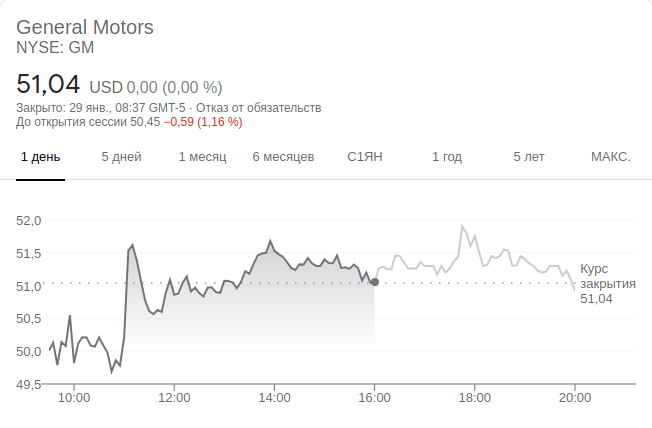 General Motors
NYSE: GM
51,04 USD 0,00 (0,00 %)
Закрыто: 29 янв., 08:37 GMT-5 · Отказ от обязательств
До открытия сессии 50,45 −0,59 (1,16 %)
1 день 5 дней 1 месяц 6 месяцев С1ЯН 1 год 5 лет МАКС.
52,0
51,5
51,0
50,5
50,0
49,5
Курс
закрытия
51,04
10:00 12:00 14:00 16:00 18:00 20:00